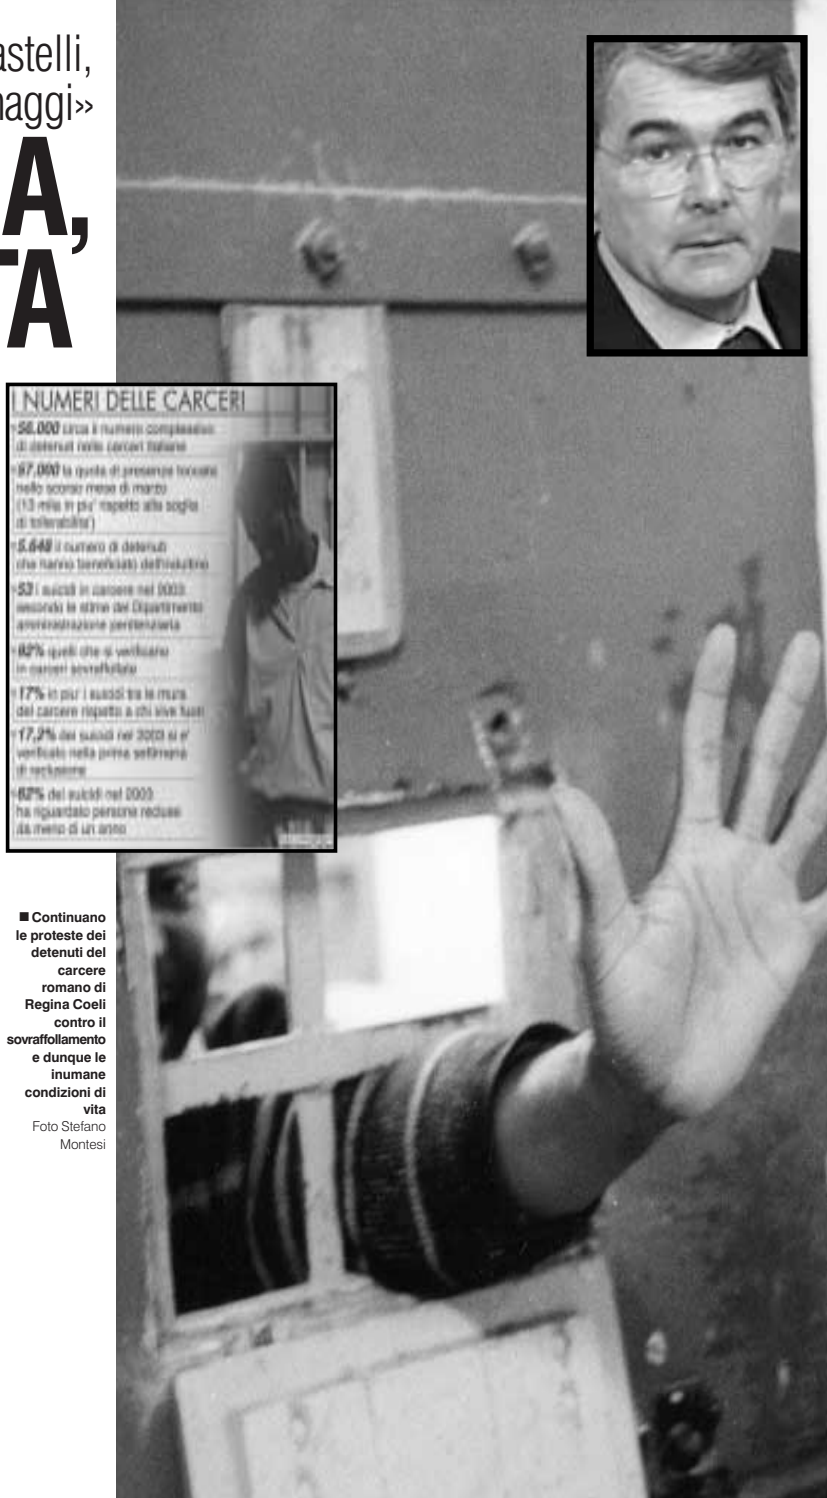 astelli,
naggi»
A,
TA
I NUMERI DELLE CARCERI
56.000 circa il numero complessivo
di detenuti nelle carceri italiane
57.000 la quota di presenze toccata
nello scorso mese di marzo
(13 mila in piu' rispetto alla soglia
di tollerabilita')
5.648 il numero di detenuti
che hanno beneficiato dell'indultino
53 i suicidi in carcere nel 2003
secondo le stime del Dipartimento
amministrazione penitenziaria
quelli che si verificano
in carceri sovraffollate
17% in piu' i suicidi tra le mura
del carcere rispetto a chi vive fuori
17,2% dei suicidi nel 2003 si e'
verificato nella prima settimana
di reclusione
62% dei suicidi nel 2003
ha riguardato persone recluse
da meno di un anno
■ Continuano
le proteste dei
detenuti del
carcere
romano di
Regina Coeli
contro il
sovraffollamento
e dunque le
inumane
condizioni di
vita
Foto Stefano
Montesi